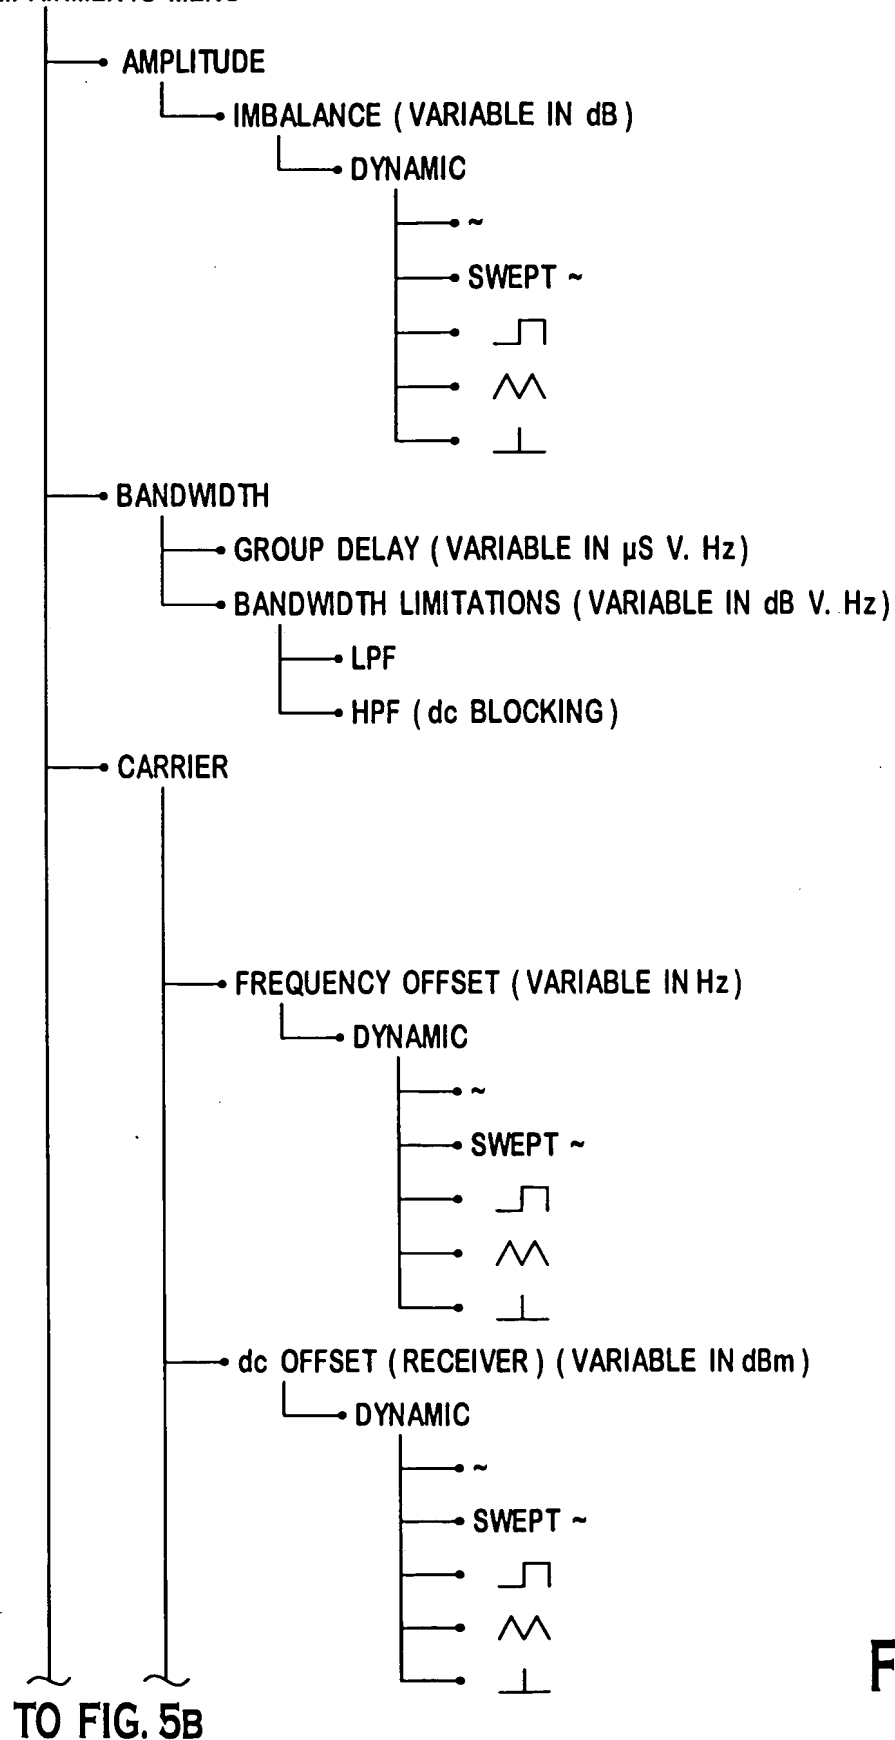 AMPLITUDE
IMBALANCE (VARIABLE IN dB)
DYNAMIC
~
SWEPT ~
BANDWIDTH
GROUP DELAY (VARIABLE IN µS V. Hz)
BANDWIDTH LIMITATIONS (VARIABLE IN dB V. Hz)
LPF
HPF (dc BLOCKING)
CARRIER
FREQUENCY OFFSET (VARIABLE IN Hz)
DYNAMIC
~
SWEPT ~
dc OFFSET (RECEIVER) (VARIABLE IN dBm)
DYNAMIC
~
SWEPT ~
TO FIG. 5B